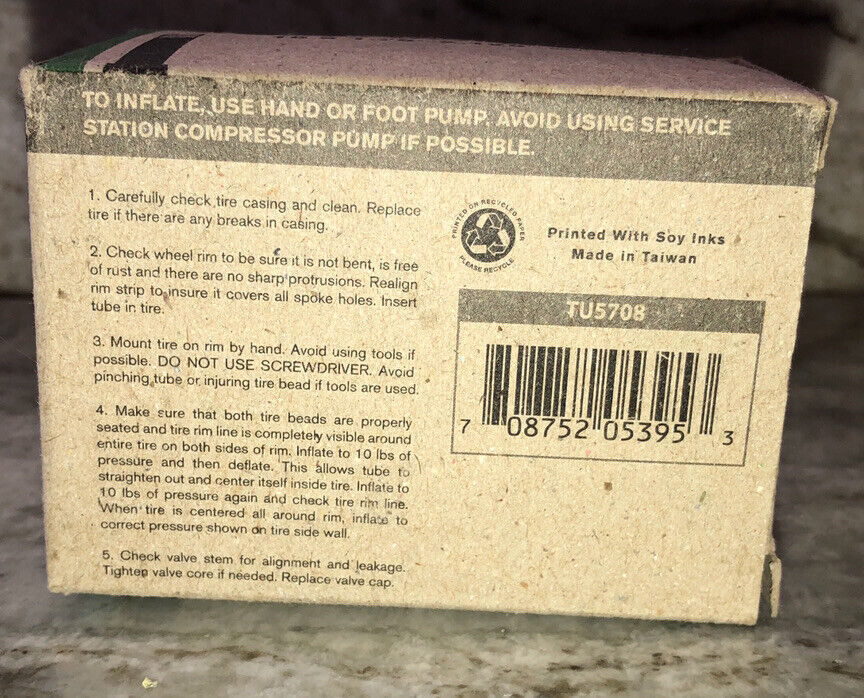 TO INFLATE, USE HAND OR FOOT PUMP. AVOID USING SERVICE
STATION COMPRESSOR PUMP IF POSSIBLE.
1. Carefully check tire casing and clean. Replace
tire if there are any breaks in casing.
2. Check wheel rim to be sure it is not bent, is free
of rust and there are no sharp protrusions. Realign
rim strip to insure it covers all spoke holes. Insert
tube in tire.
3. Mount tire on rim by hand. Avoid using tools if
possible. DO NOT USE SCREWDRIVER. Avoid
pinching tube or injuring tire bead if tools are used.
4. Make sure that both tire beads are properly
seated and tire rim line is completely visible around
entire tire on both sides of rim. Inflate to 10 lbs of
pressure and then deflate. This allows tube to
straighten out and center itself inside tire. Inflate to
10 lbs of pressure again and check tire rim line.
When tire is centered all around rim, inflate to
correct pressure shown on tire side wall.
5. Check valve stem for alignment and leakage.
Tighten valve core if needed. Replace valve cap.
PRINTED ON RECYCLED PAPER
PLEASE RECYCLE
Printed With Soy Inks
Made in Taiwan
TU5708
7 08752 05395 3